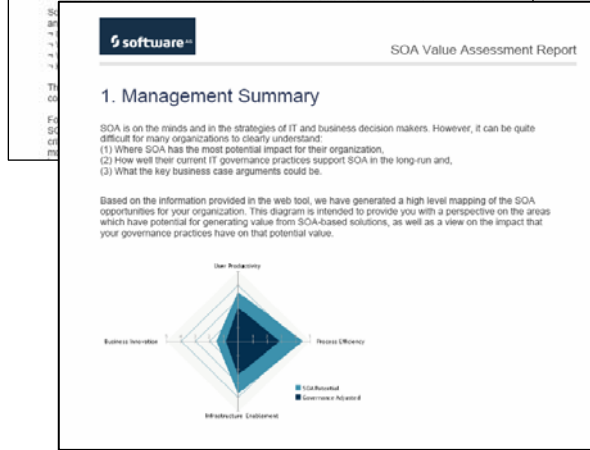 software AG
SOA Value Assessment Report
1. Management Summary
SOA is on the minds and in the strategies of IT and business decision makers. However, it can be quite
difficult for many organizations to clearly understand:
(1) Where SOA has the most potential impact for their organization,
(2) How well their current IT governance practices support SOA in the long-run and,
(3) What the key business case arguments could be.
Based on the information provided in the web tool, we have generated a high level mapping of the SOA
opportunities for your organization. This diagram is intended to provide you with a perspective on the areas
which have potential for generating value from SOA-based solutions, as well as a view on the impact that
your governance practices have on that potential value.
User Productivity
Business Innovation
Process Efficiency
SOA Potential
Governance Adjusted
Infrastructure Enablement